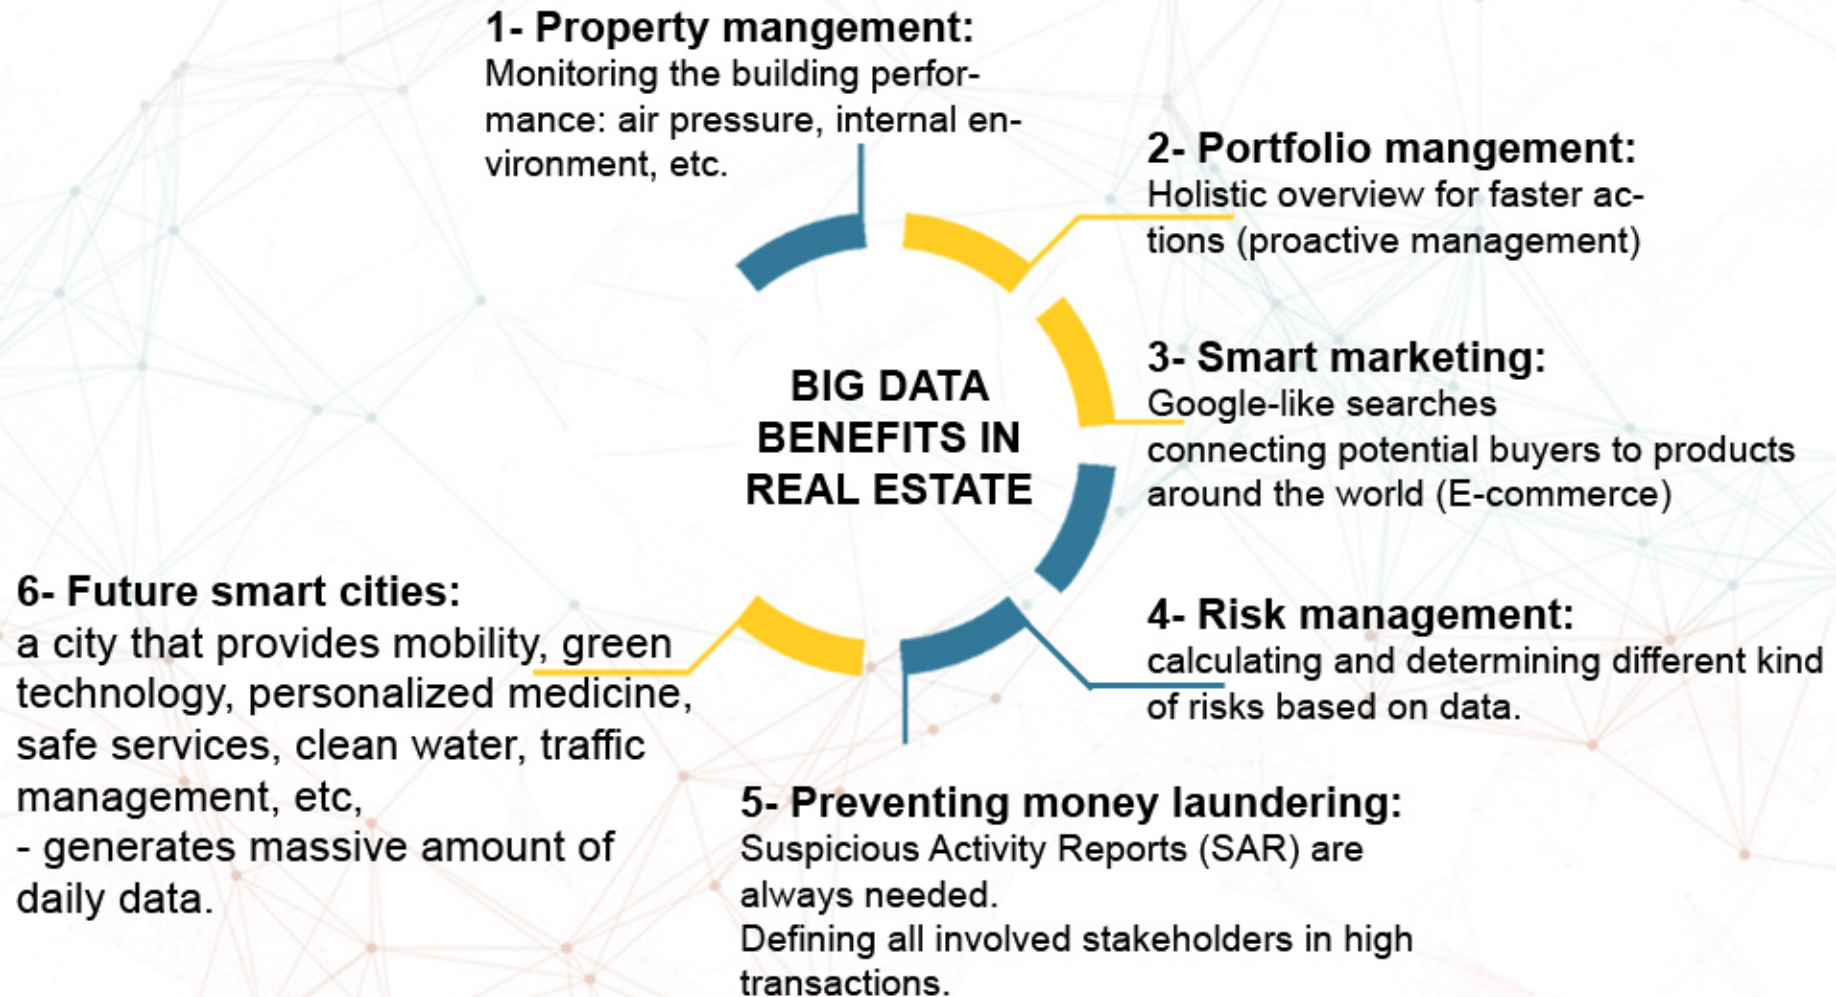 1- Property mangement:
Monitoring the building perfor-
mance: air pressure, internal en-
vironment, etc.
2- Portfolio mangement:
Holistic overview for faster ac-
tions (proactive management)
3- Smart marketing:
Google-like searches
connecting potential buyers to products
around the world (E-commerce)
BIG DATA
BENEFITS IN
REAL ESTATE
4- Risk management:
calculating and determining different kind
of risks based on data.
5- Preventing money laundering:
Suspicious Activity Reports (SAR) are
always needed.
Defining all involved stakeholders in high
transactions.
6- Future smart cities:
a city that provides mobility, green
technology, personalized medicine,
safe services, clean water, traffic
management, etc,
- generates massive amount of
daily data.